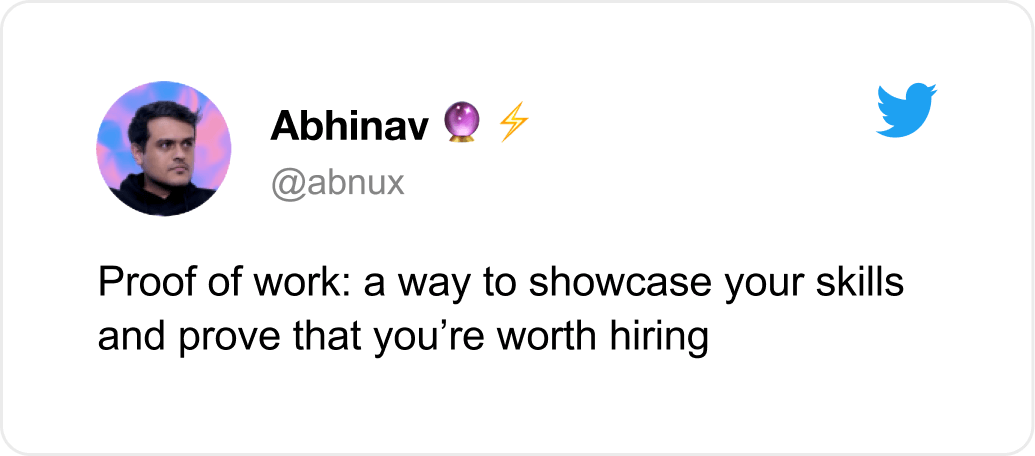 Abhinav 🔮 ⚡
@abnux
Proof of work: a way to showcase your skills
and prove that you’re worth hiring